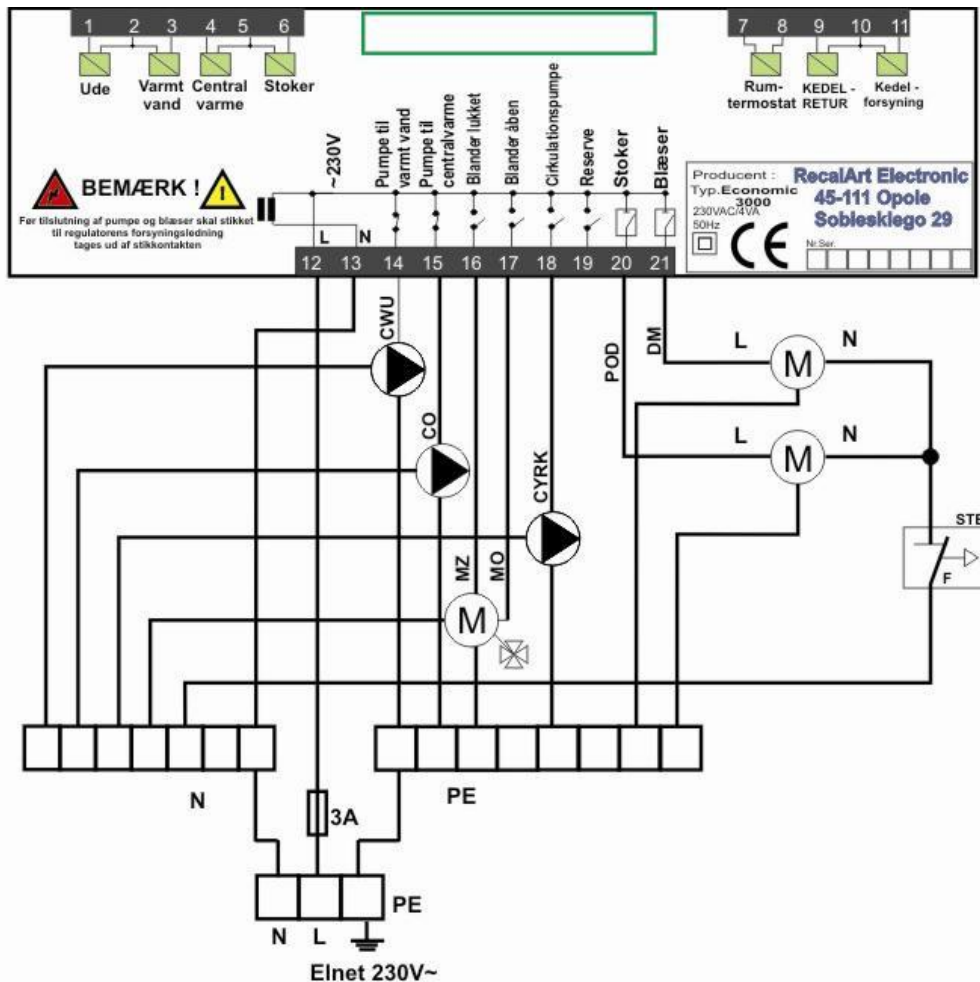 1 2 3 4 5 6
7 8 9 10 11
Ude
Varmt
vand
Central
varme
Stoker
Rum-
termostat
KEDEL -
RETUR
Kedel -
forsyning
~230V
Pumpe til
varmt vand
Pumpe til
centralvarme
Blander lukket
Blander åben
Cirkulationspumpe
Reserve
Stoker
Blæser
BEMÆRK !
Før tilslutning af pumpe og blæser skal stikket
til regulatorens forsyningsledning
tages ud af stikkontakten
L N
Producent :
Typ.Economic
3000
230VAC/4VA
50Hz
RecalArt Electronic
45-111 Opole
Sobieskiego 29
CE
Nr.Ser.
12 13 14 15 16 17 18 19 20 21
CWU
CO
MZ
MO
CYRK
POD
DM
L M N
L M N
STB
F
M
N
PE
3A
PE
N L
Elnet 230V~